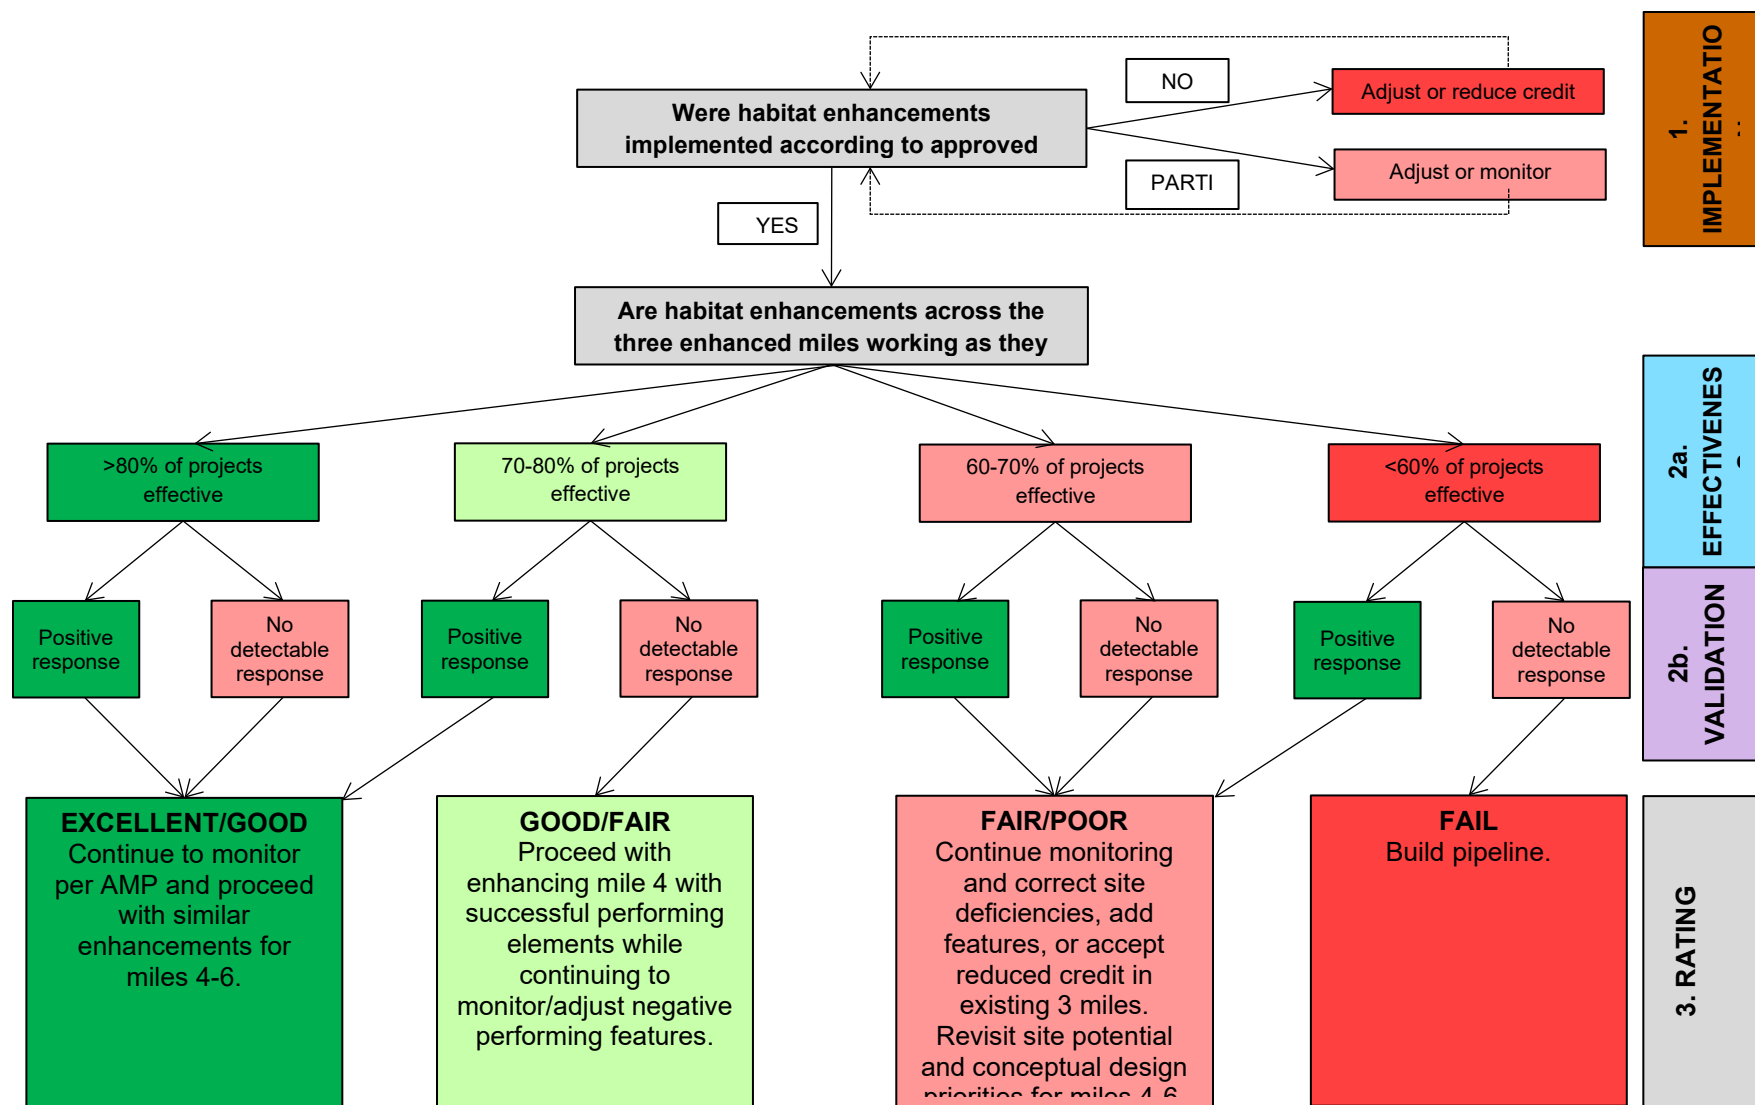 Were habitat enhancements
implemented according to approved
NO
Adjust or reduce credit
PARTI
Adjust or monitor
YES
1.
IMPLEMENTATIO
Are habitat enhancements across the
three enhanced miles working as they
>80% of projects
effective
70-80% of projects
effective
60-70% of projects
effective
<60% of projects
effective
2a.
EFFECTIVENES
Positive
response
No
detectable
response
Positive
response
No
detectable
response
Positive
response
No
detectable
response
Positive
response
No
detectable
response
2b.
VALIDATION
EXCELLENT/GOOD
Continue to monitor
per AMP and proceed
with similar
enhancements for
miles 4-6.
GOOD/FAIR
Proceed with
enhancing mile 4 with
successful performing
elements while
continuing to
monitor/adjust negative
performing features.
FAIR/POOR
Continue monitoring
and correct site
deficiencies, add
features, or accept
reduced credit in
existing 3 miles.
Revisit site potential
and conceptual design
priorities for miles 4-6
FAIL
Build pipeline.
3. RATING